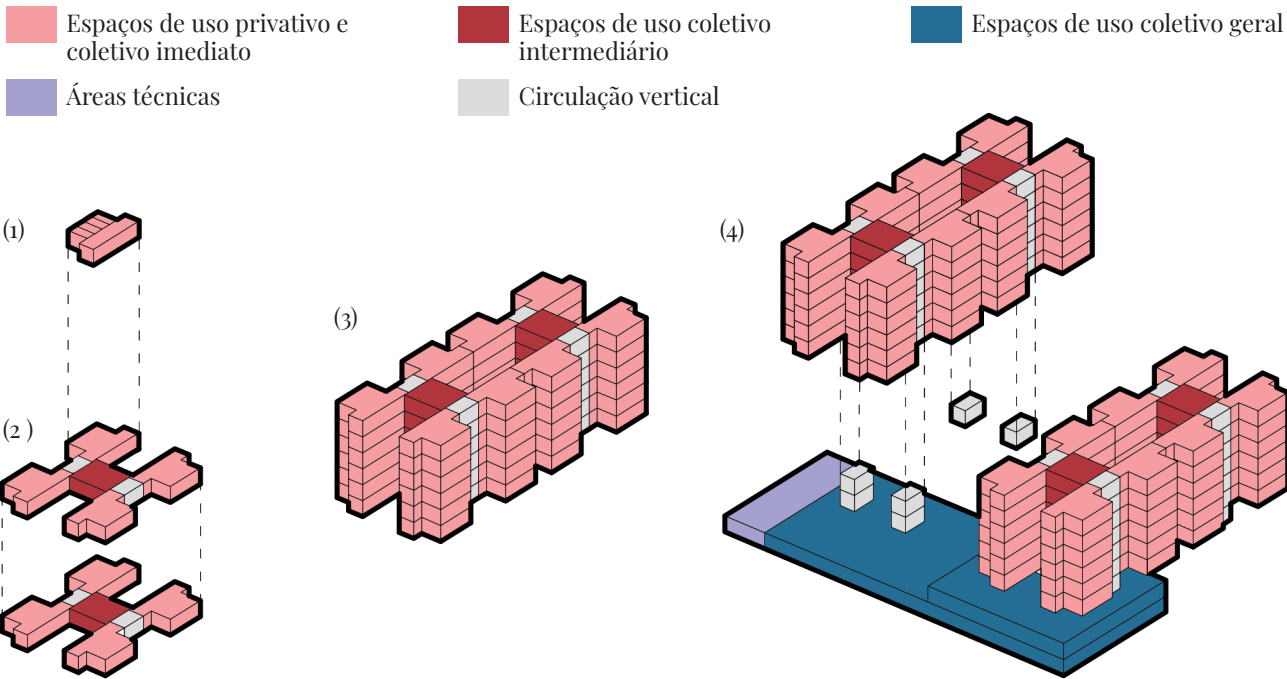 Espaços de uso privativo e
coletivo imediato
Espaços de uso coletivo
intermediário
Espaços de uso coletivo geral
Áreas técnicas
Circulação vertical
(1)
(2 )
(3)
(4)